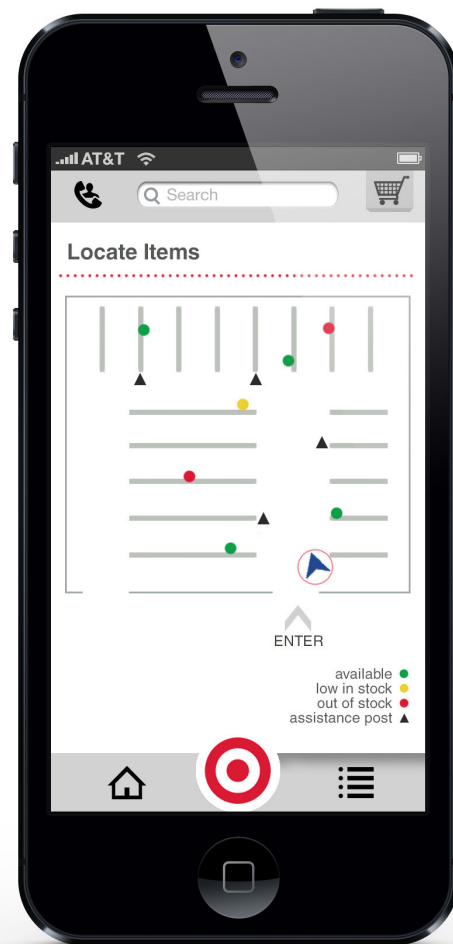 AT&T
Search
Locate Items
ENTER
available
low in stock
out of stock
assistance post